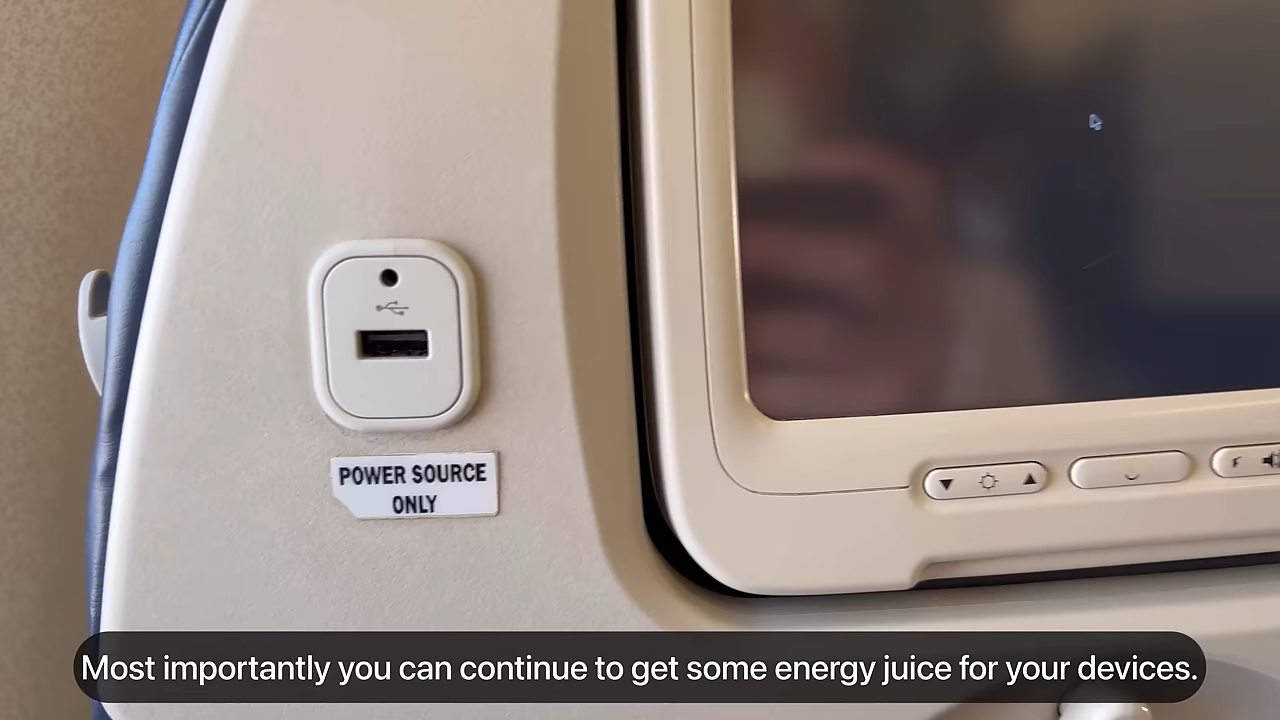 POWER SOURCE
ONLY
Most importantly you can continue to get some energy juice for your devices.